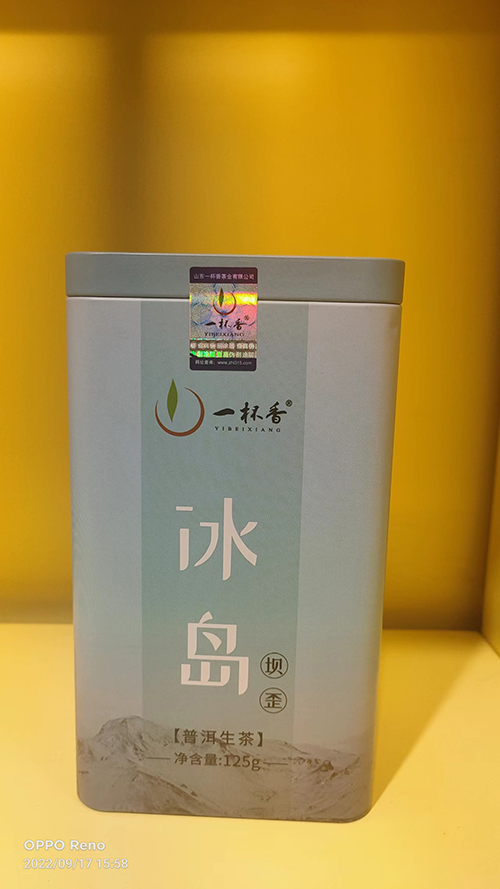 山东一杯香茶业有限公司
一杯香®
YIBEIXIANG
一杯香®
YIBEIXIANG
冰
岛
坝
歪
【普洱生茶】
净含量:125g
OPPO Reno
2022/09/17 15:58